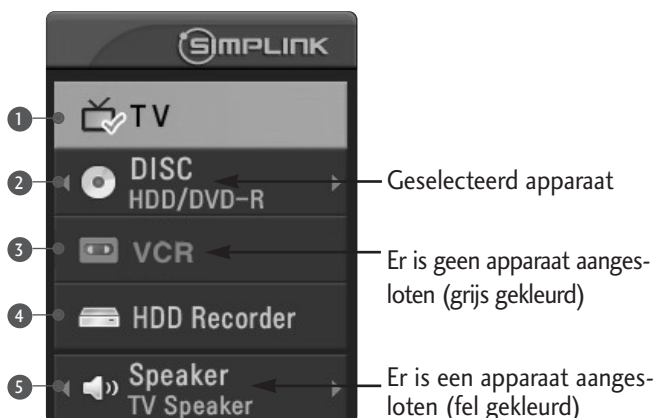 SIMPLINK
1 TV
2 DISC
HDD/DVD-R
Geselecteerd apparaat
3 VCR
Er is geen apparaat aanges-
loten (grijs gekleurd)
4 HDD Recorder
5 Speaker
TV Speaker
Er is een apparaat aanges-
loten (fel gekleurd)